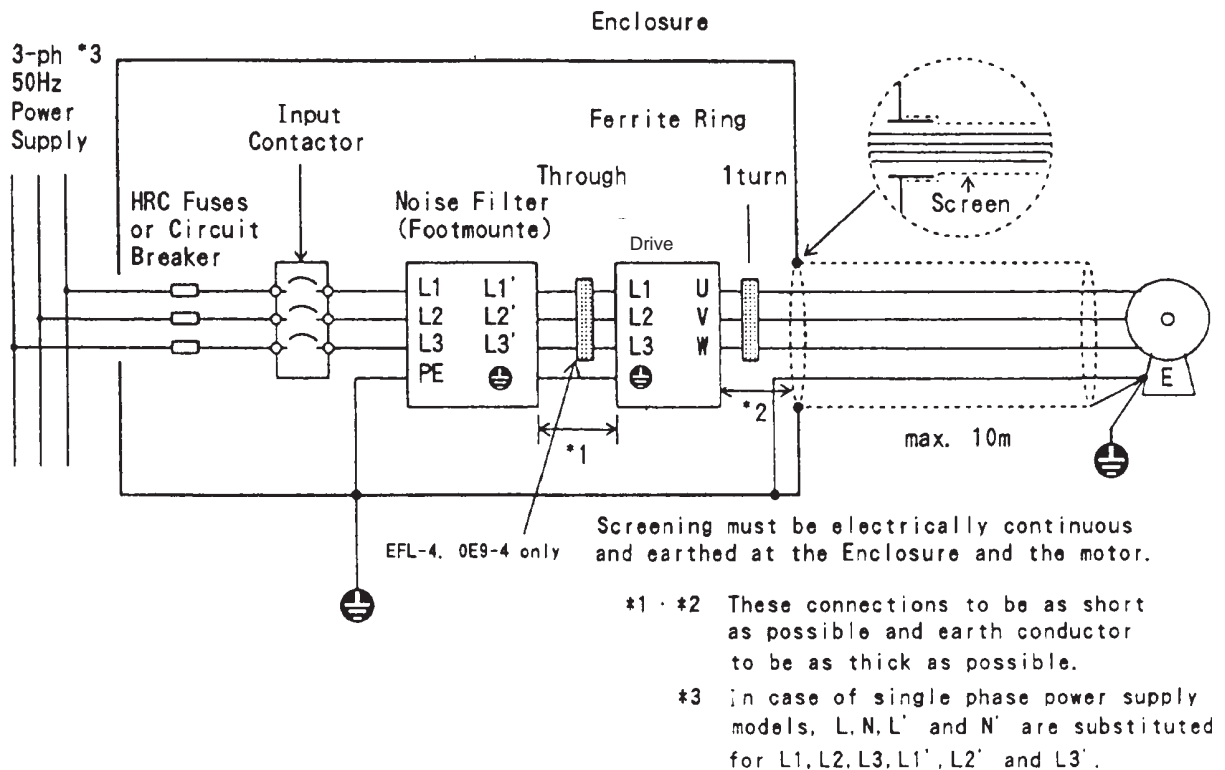 Enclosure
3-ph *3
50Hz
Power
Supply
Input
Contactor
Ferrite Ring
Through
1turn
Screen
HRC Fuses
or Circuit
Breaker
Noise Filter
(Footmounte)
Drive
L1 L1' L1 U
L2 L2' L2 V
L3 L3' L3 W
PE
E
*1
*2
max. 10m
EFL-4. 0E9-4 only
Screening must be electrically continuous
and earthed at the Enclosure and the motor.
*1 · *2 These connections to be as short
as possible and earth conductor
to be as thick as possible.
*3 in case of single phase power supply
models, L,N,L' and N' are substituted
for L1,L2,L3,L1',L2' and L3'.